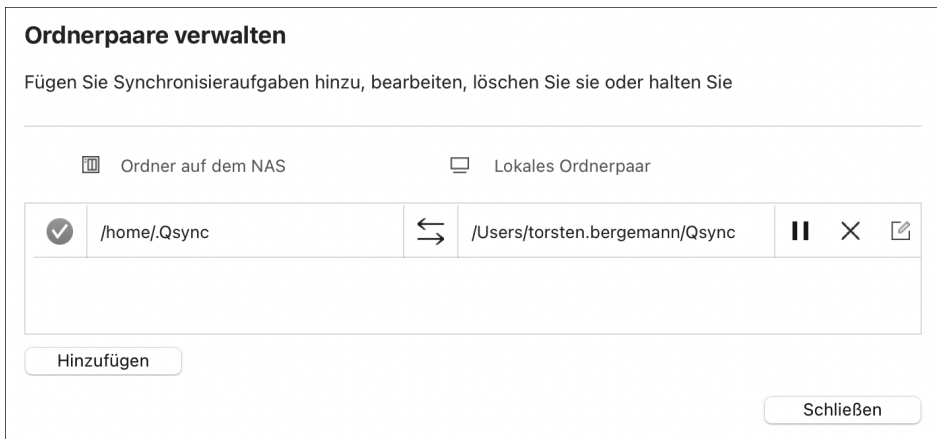 Ordnerpaare verwalten
Fügen Sie Synchronisieraufgaben hinzu, bearbeiten, löschen Sie sie oder halten Sie
Ordner auf dem NAS
Lokales Ordnerpaar
/home/.Qsync
/Users/torsten.bergemann/Qsync
Hinzufügen
Schließen